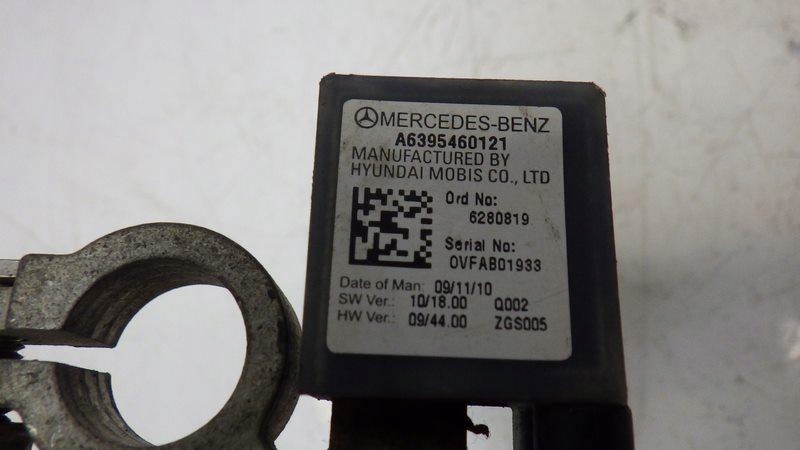 MERCEDES-BENZ
A6395460121
MANUFACTURED BY
HYUNDAI MOBIS CO., LTD
Ord No:
6280819
Serial No:
OVFAB01933
Date of Man: 09/11/10
SW Ver.: 10/18.00 Q002
HW Ver.: 09/44.00 ZGS005